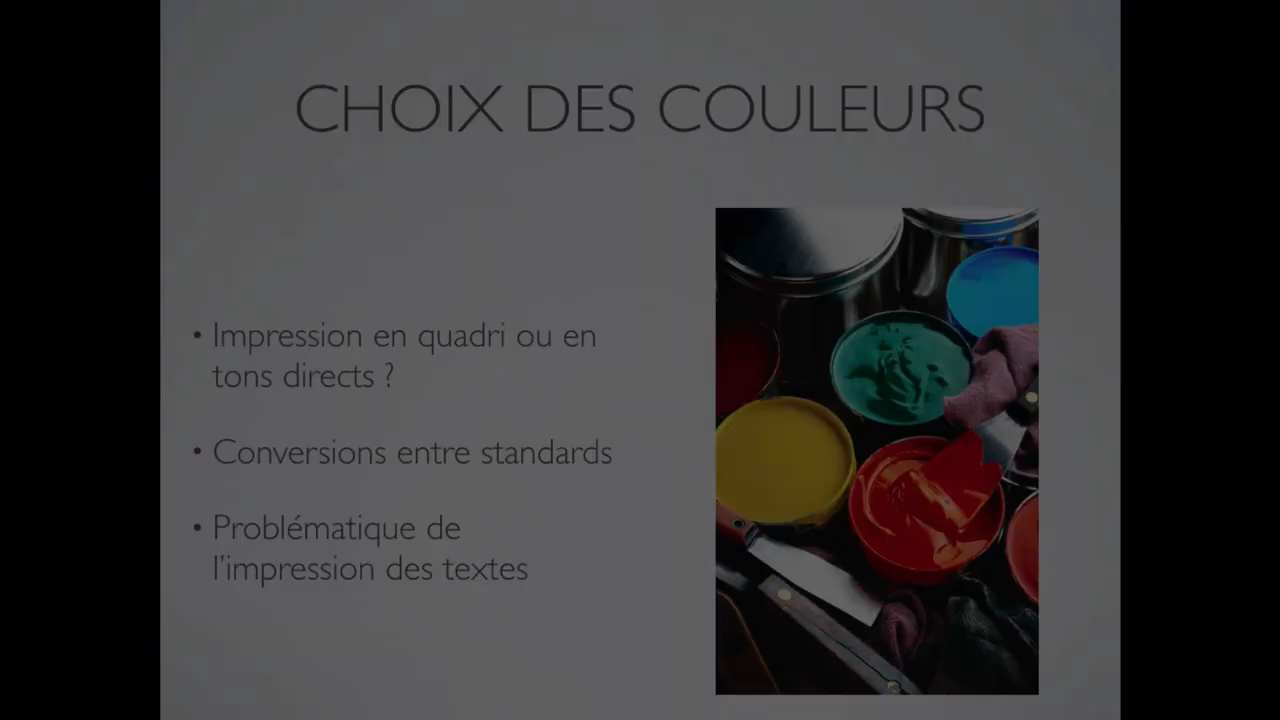 CHOIX DES COULEURS
• Impression en quadri ou en
tons directs ?
• Conversions entre standards
• Problématique de
l'impression des textes